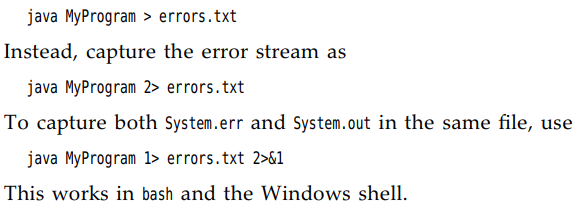 java MyProgram > errors.txt
Instead, capture the error stream as
java MyProgram 2> errors.txt
To capture both System.err and System.out in the same file, use
java MyProgram 1> errors.txt 2>&1
This works in bash and the Windows shell.